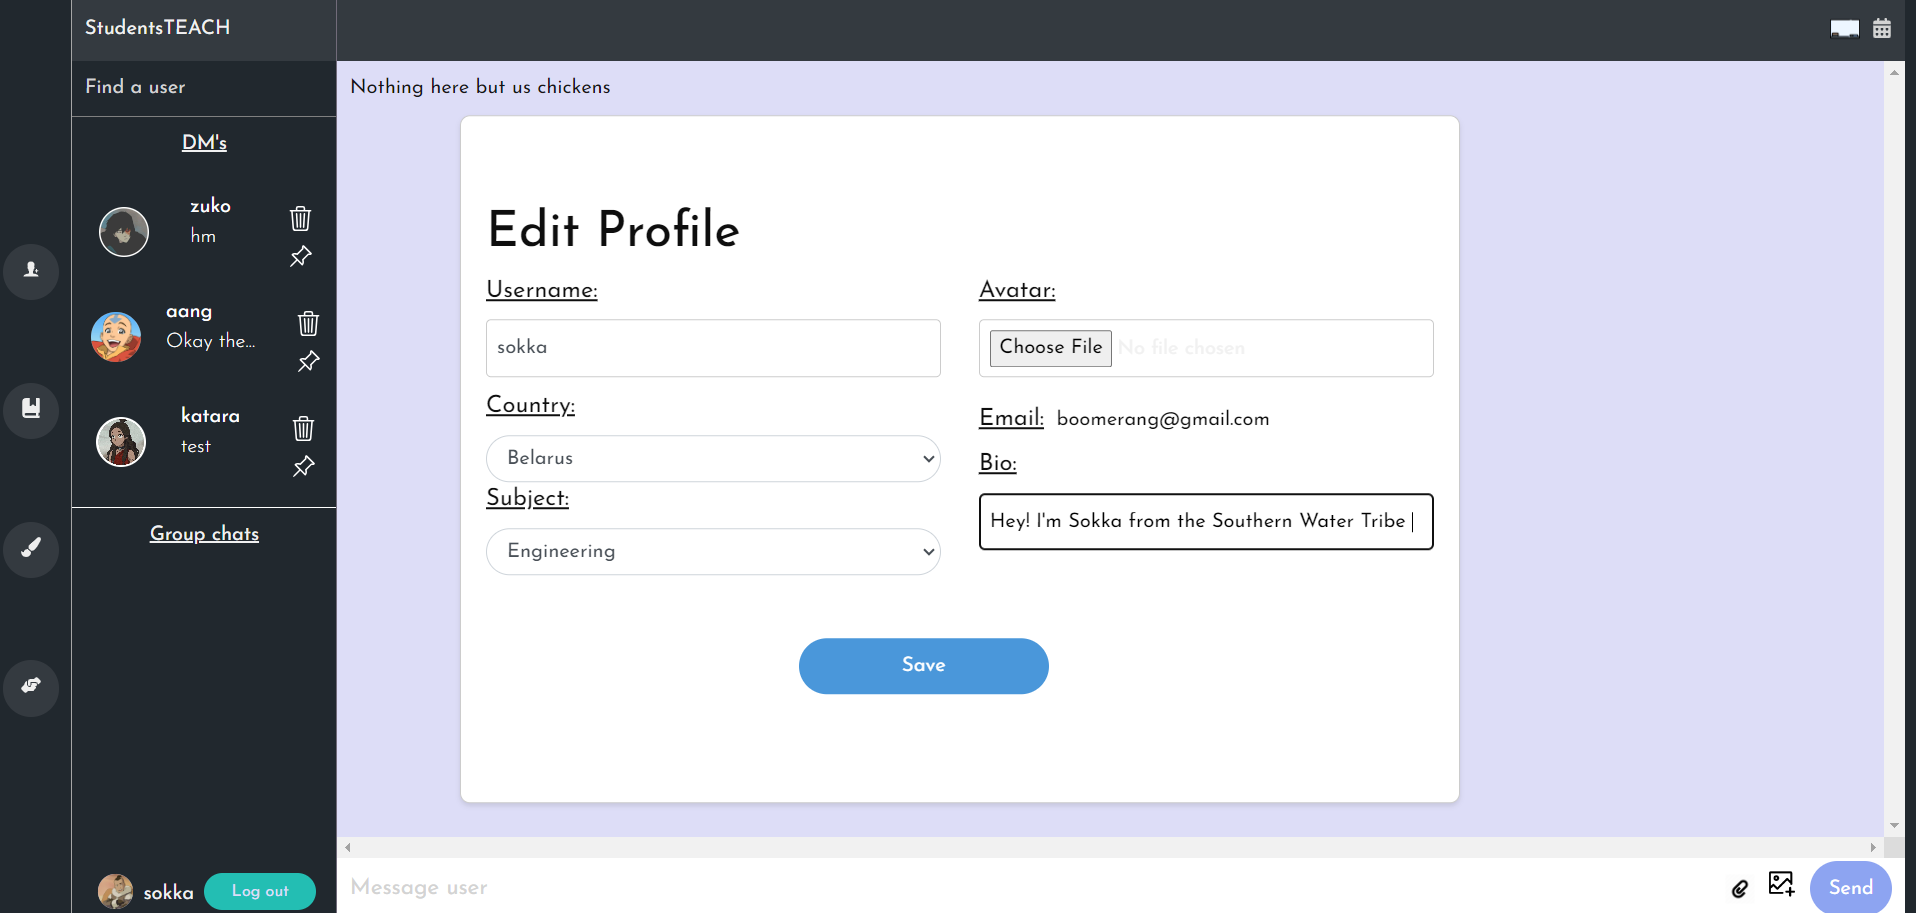 StudentsTEACH
Find a user
DM's
zuko
hm
aang
Okay the...
katara
test
Group chats
sokka
Log out
Nothing here but us chickens
Edit Profile
Username:
sokka
Country:
Belarus
Subject:
Engineering
Avatar:
Choose File No file chosen
Email: boomerang@gmail.com
Bio:
Hey! I'm Sokka from the Southern Water Tribe
Save
Message user
Send